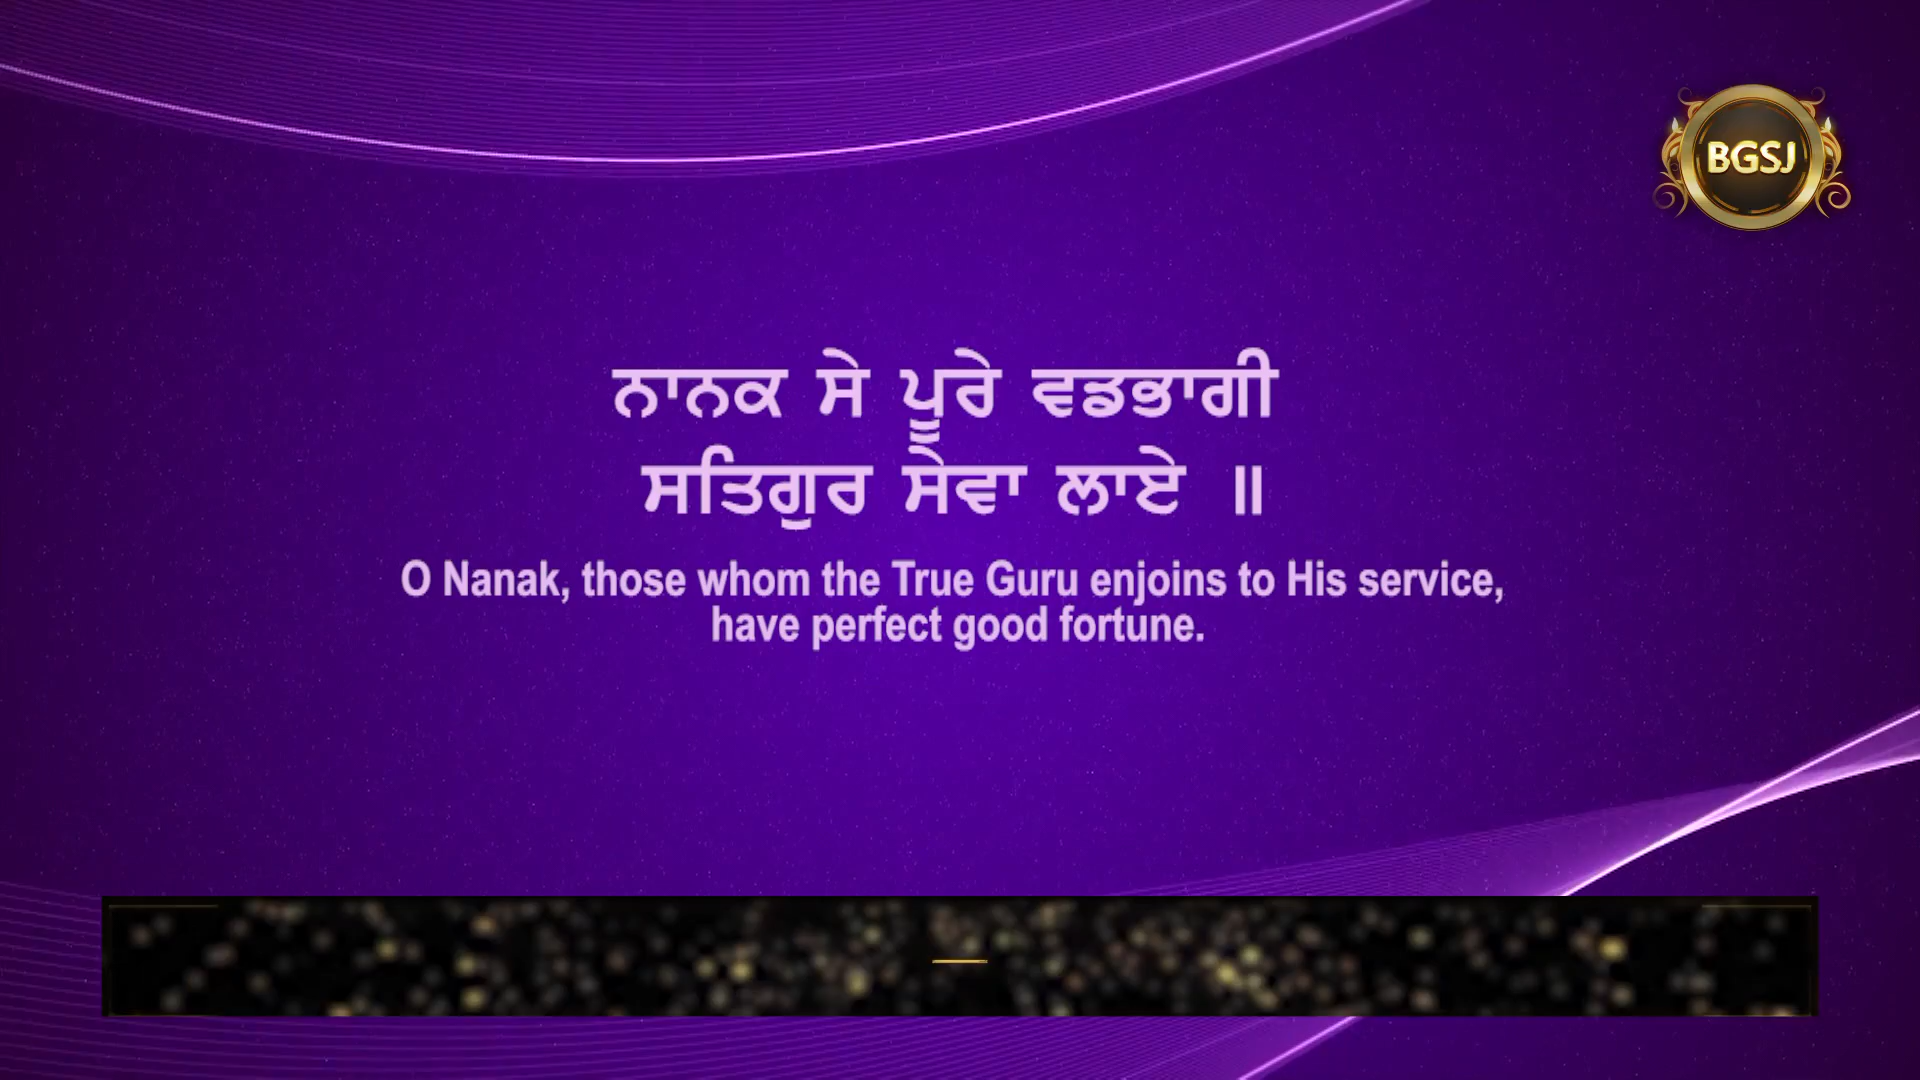 BGSJ
ਨਾਨਕ ਸੇ ਪੂਰੇ ਵਡਭਾਗੀ
ਸਤਿਗੁਰ ਸੇਵਾ ਲਾਏ ॥
O Nanak, those whom the True Guru enjoins to His service,
have perfect good fortune.